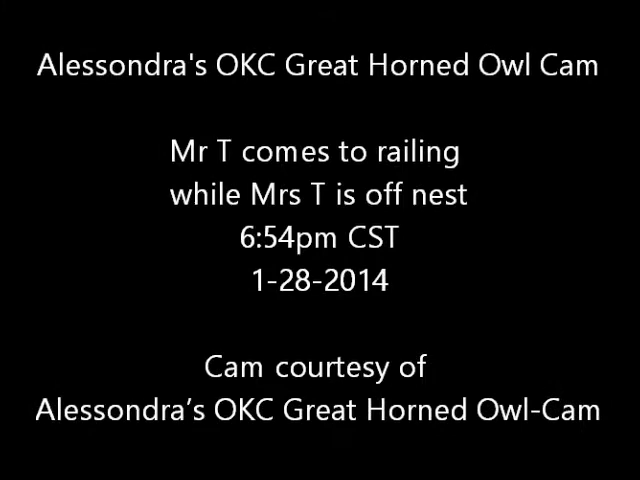 Alessondra's OKC Great Horned Owl Cam
Mr T comes to railing
while Mrs T is off nest
6:54pm CST
1-28-2014
Cam courtesy of
Alessondra’s OKC Great Horned Owl-Cam